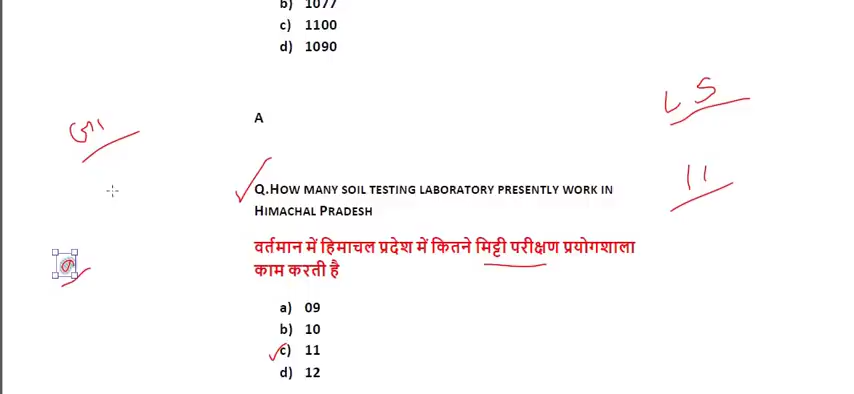 b) 1077
c) 1100
d) 1090
L S
A
11
Q.HOW MANY SOIL TESTING LABORATORY PRESENTLY WORK IN
HIMACHAL PRADESH
वर्तमान में हिमाचल प्रदेश में कितने मिट्टी परीक्षण प्रयोगशाला
काम करती है
a) 09
b) 10
c) 11
d) 12